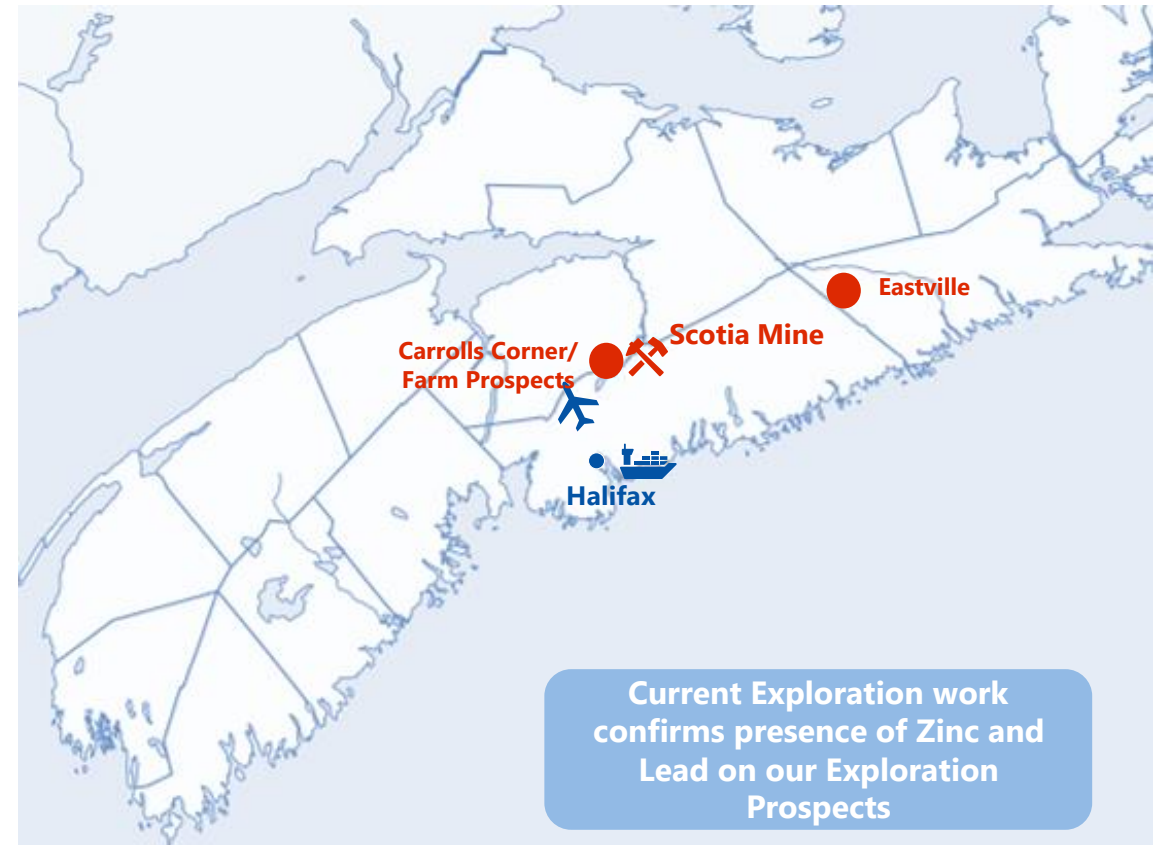 Eastville
Scotia Mine
Carrolls Corner/
Farm Prospects
Halifax
Current Exploration work
confirms presence of Zinc and
Lead on our Exploration
Prospects